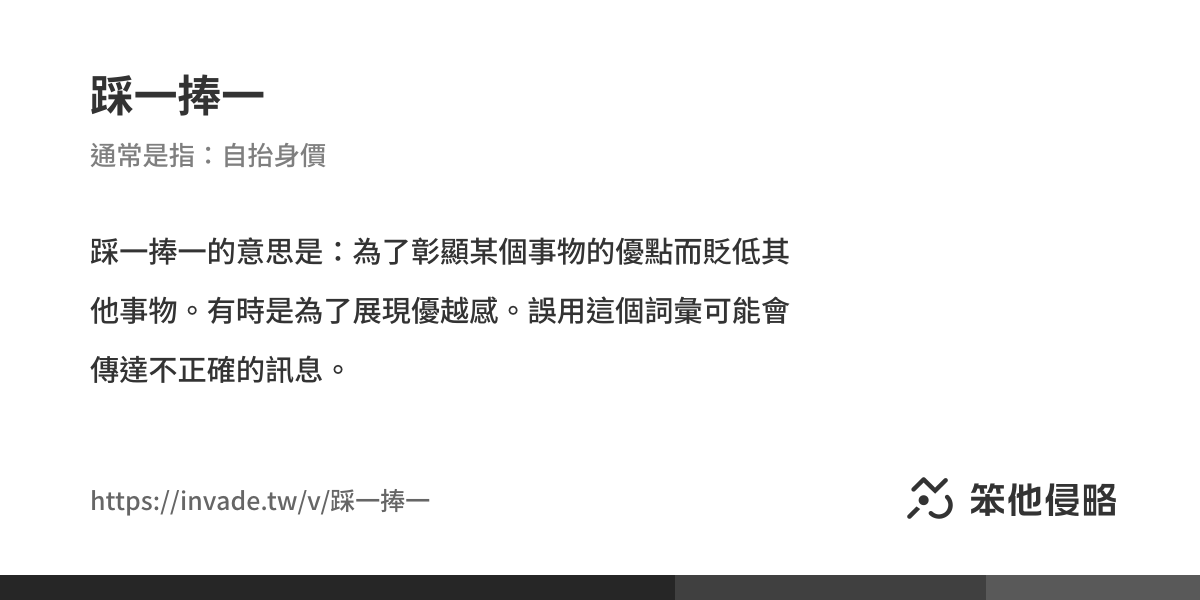 踩一捧一
通常是指：自抬身價
踩一捧一的意思是：為了彰顯某個事物的優點而貶低其
他事物。有時是為了展現優越感。誤用這個詞彙可能會
傳達不正確的訊息。
https://invade.tw/v/踩一捧一
笨他侵略